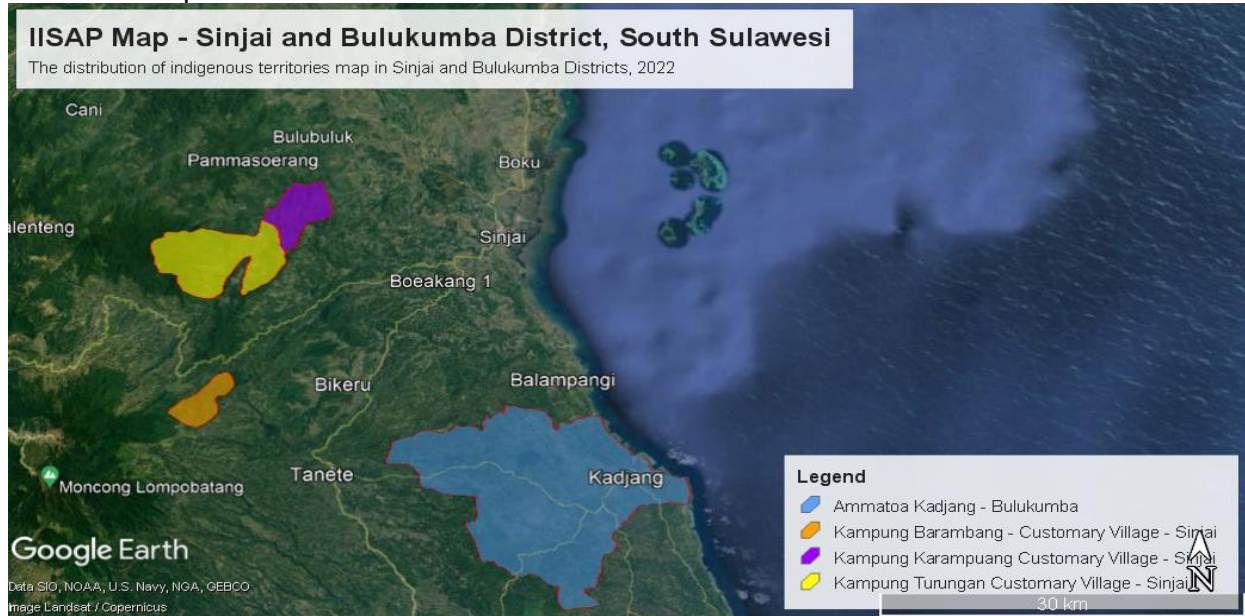 IISAP Map - Sinjai and Bulukumba District, South Sulawesi
The distribution of indigenous territories map in Sinjai and Bulukumba Districts, 2022
Cani
Bulubuluk
Pammasoerang
Boku
alenteng
Sinjai
Boeakang 1
Bikeru
Balampangi
Tanete
Kadjang
Moncong Lompobatang
Legend
Ammatoa Kadjang - Bulukumba
Kampung Barambang - Customary Village - Sinjai
Kampung Karampuang Customary Village - Sinjai
Kampung Turungan Customary Village - Sinjai
N
Google Earth
Data SIO, NOAA, U.S. Navy, NGA, GEBCO
Image Landsat / Copernicus
30 km